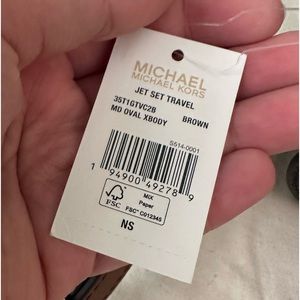 MICHAEL
MICHAEL KORS
JET SET TRAVEL
35T1GTVC2B
MD OVAL XBODY BROWN
S514-0001
1 94900 49278 9
FSC
MIX
Paper
FSC® C012345
NS